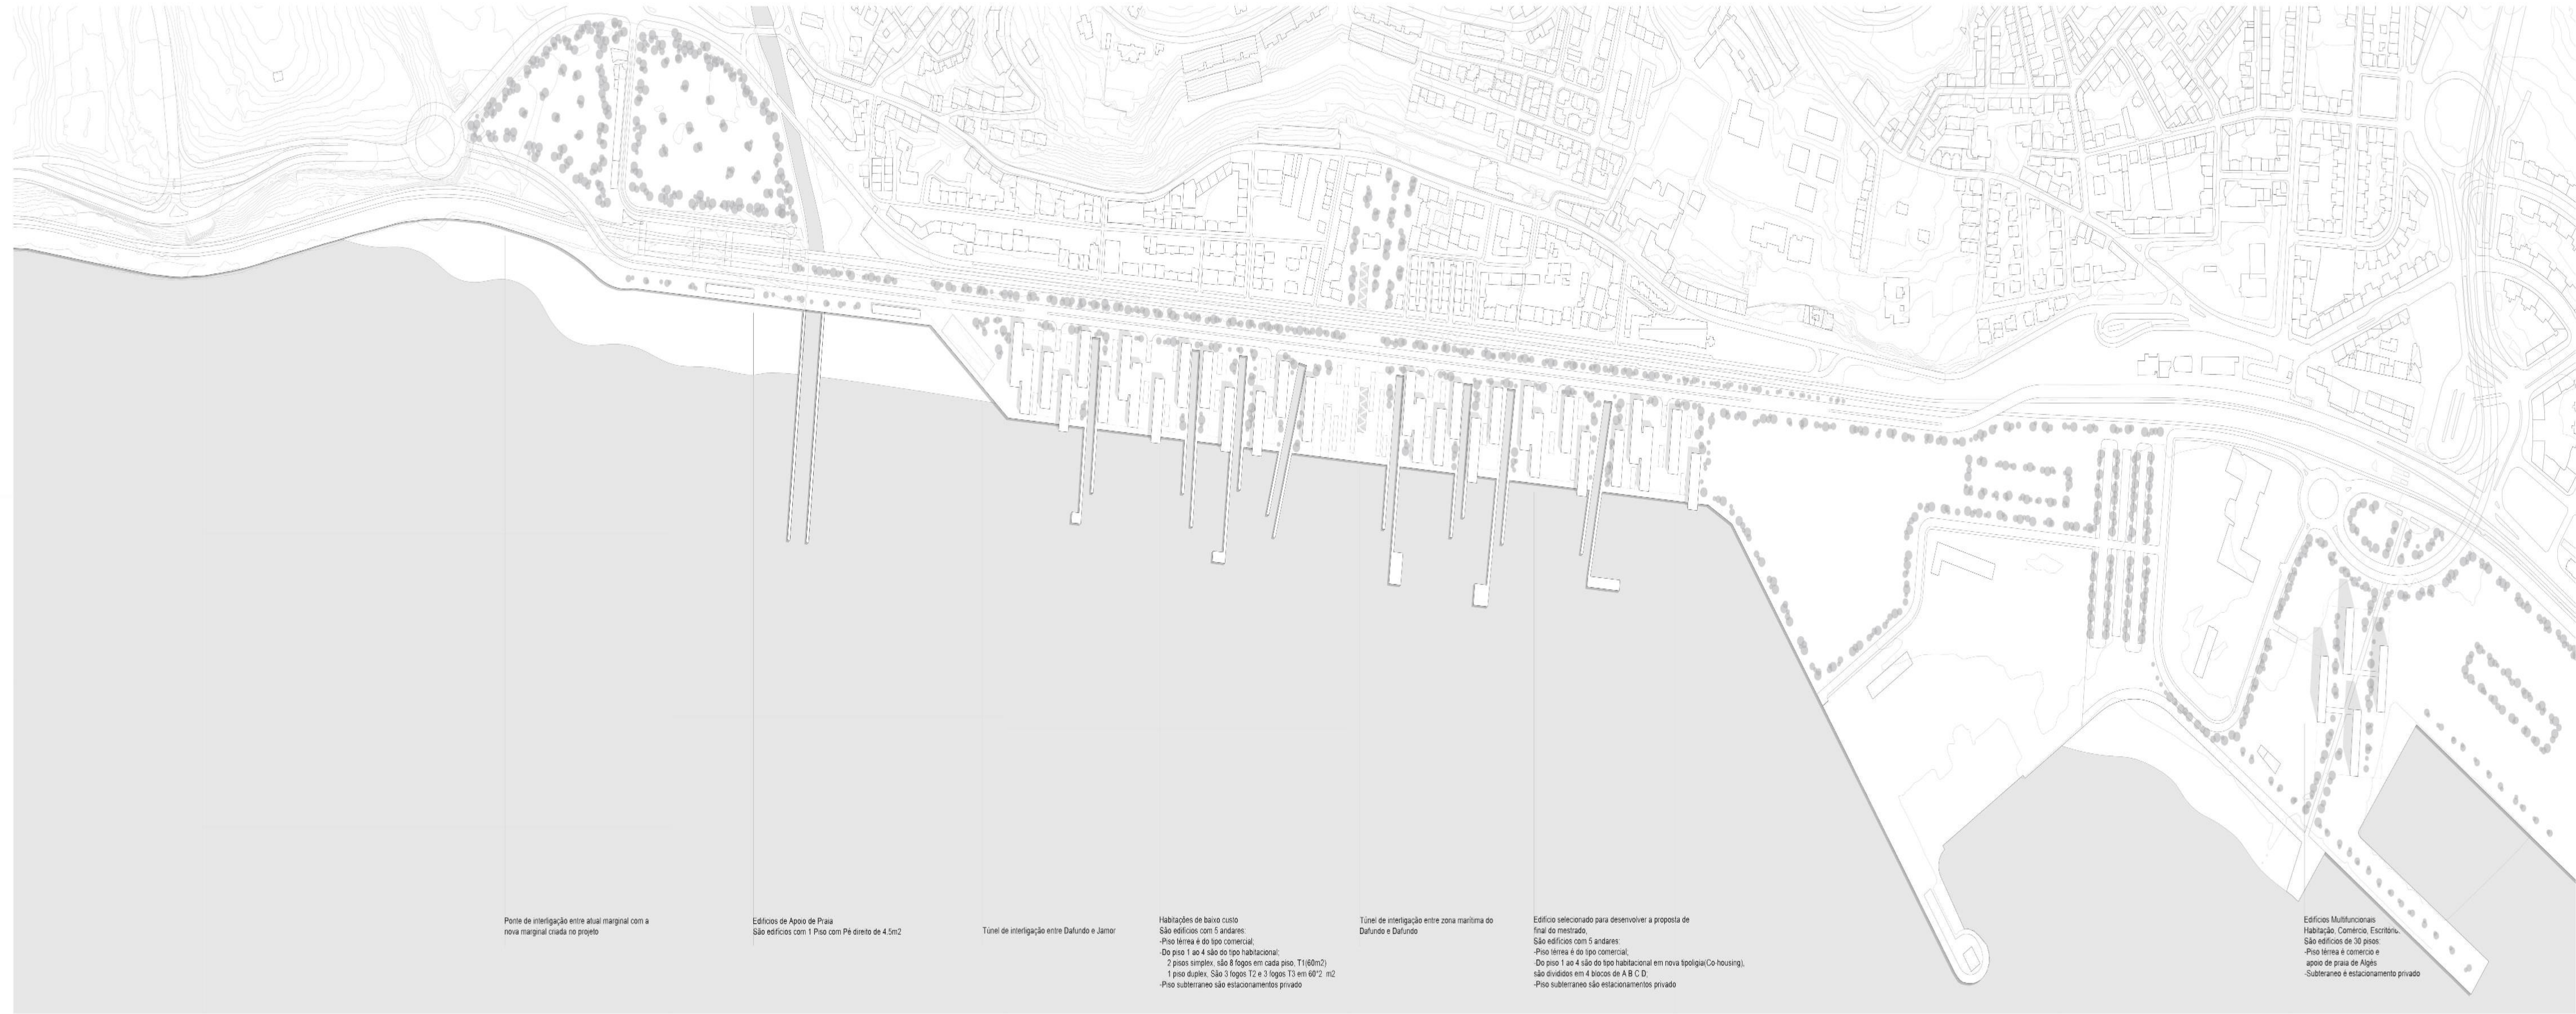 Ponte de interligação entre atual marginal com a
nova marginal criada no projeto
Edificios de Apoio de Praia
São edifícios com 1 Piso com Pé direito de 4.5m2
Túnel de interligação entre Dafundo e Jamor
Habitações de baixo custo
São edifícios com 5 andares:
-Piso térrea é do tipo comercial;
-Do piso 1 ao 4 são do tipo habitacional;
2 pisos simplex, são 8 fogos em cada piso, T1(60m2)
1 piso duplex, São 3 fogos T2 e 3 fogos T3 em 60*2 m2
-Piso subterraneo são estacionamentos privado
Túnel de interligação entre zona marítima do
Dafundo e Dafundo
Edifício selecionado para desenvolver a proposta de
final do mestrado,
São edifícios com 5 andares:
-Piso térrea é do tipo comercial;
-Do piso 1 ao 4 são do tipo habitacional em nova tipoligia(Co-housing),
são divididos em 4 blocos de A B C D;
-Piso subterraneo são estacionamentos privado
Edifícios Multifuncionais
Habitação, Comércio, Escritório.
São edifícios de 30 pisos:
-Piso térrea é comercio e
apoio de praia de Algés
-Subteraneo é estacionamento privado